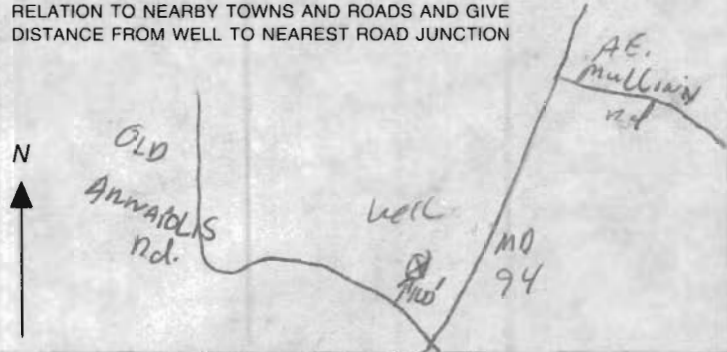 RELATION TO NEARBY TOWNS AND ROADS AND GIVE
DISTANCE FROM WELL TO NEAREST ROAD JUNCTION
A.E.
Mullinix
Rd
OLD
ANNAPOLIS
Rd.
N
Well
MD
94